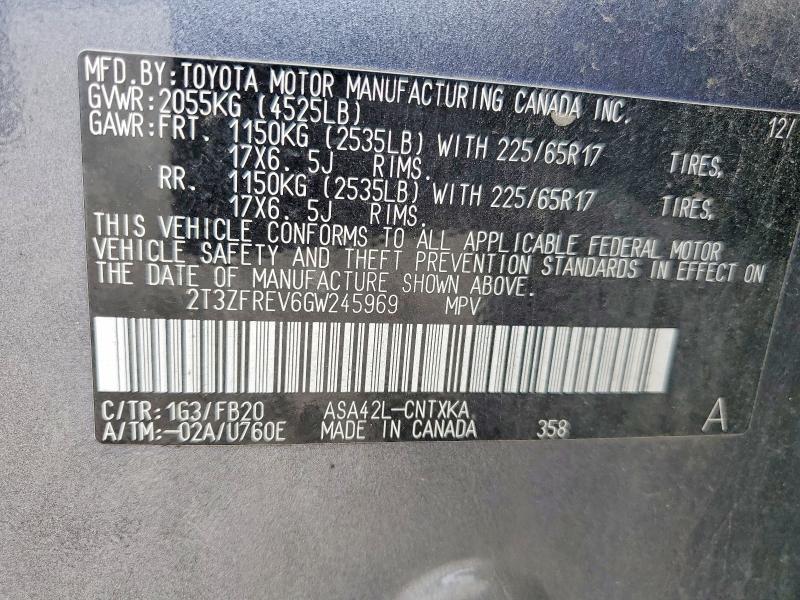 MFD.BY:TOYOTA MOTOR MANUFACTURING CANADA INC.
GVWR:2055KG (4525LB) 12/
GAWR:FRT. 1150KG (2535LB) WITH 225/65R17 TIRES,
17X6. 5J RIMS.
RR. 1150KG (2535LB) WITH 225/65R17 TIRES,
17X6. 5J RIMS.
THIS VEHICLE CONFORMS TO ALL APPLICABLE FEDERAL MOTOR
VEHICLE SAFETY AND THEFT PREVENTION STANDARDS IN EFFECT ON
THE DATE OF MANUFACTURE SHOWN ABOVE.
2T3ZFREV6GW245969 MPV
C/TR:1G3/FB20 ASA42L-CNTXKA A
A/TM:-02A/U760E MADE IN CANADA 358